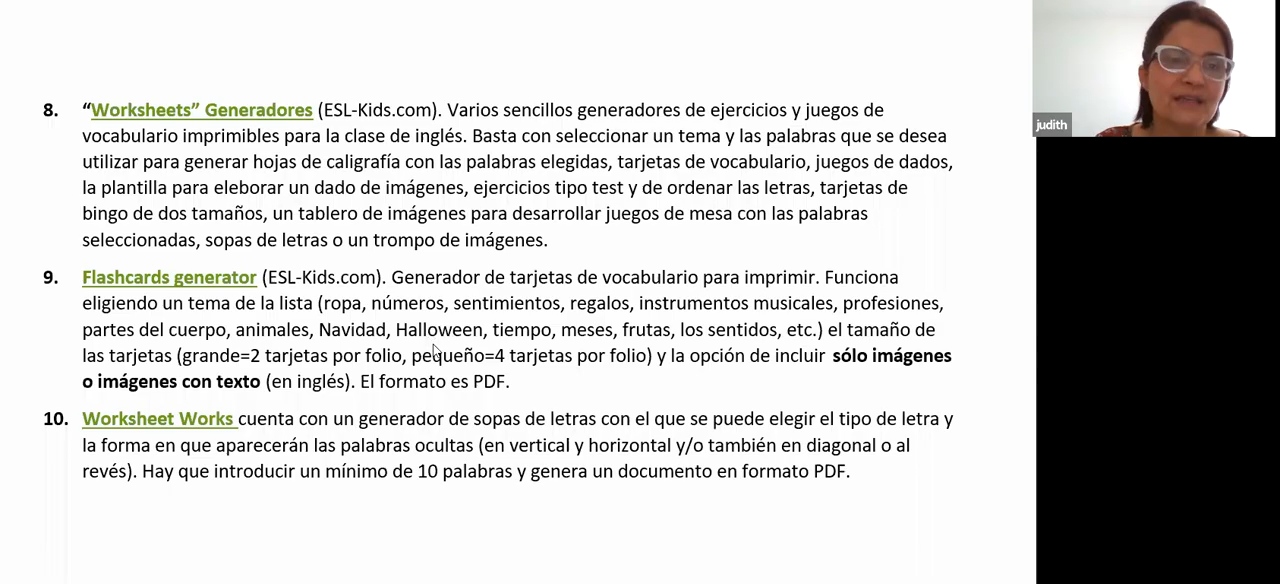 8. “Worksheets” Generadores (ESL-Kids.com). Varios sencillos generadores de ejercicios y juegos de
vocabulario imprimibles para la clase de inglés. Basta con seleccionar un tema y las palabras que se desea
utilizar para generar hojas de caligrafía con las palabras elegidas, tarjetas de vocabulario, juegos de dados,
la plantilla para eleborar un dado de imágenes, ejercicios tipo test y de ordenar las letras, tarjetas de
bingo de dos tamaños, un tablero de imágenes para desarrollar juegos de mesa con las palabras
seleccionadas, sopas de letras o un trompo de imágenes.
9. Flashcards generator (ESL-Kids.com). Generador de tarjetas de vocabulario para imprimir. Funciona
eligiendo un tema de la lista (ropa, números, sentimientos, regalos, instrumentos musicales, profesiones,
partes del cuerpo, animales, Navidad, Halloween, tiempo, meses, frutas, los sentidos, etc.) el tamaño de
las tarjetas (grande=2 tarjetas por folio, pequeño=4 tarjetas por folio) y la opción de incluir sólo imágenes
o imágenes con texto (en inglés). El formato es PDF.
10. Worksheet Works cuenta con un generador de sopas de letras con el que se puede elegir el tipo de letra y
la forma en que aparecerán las palabras ocultas (en vertical y horizontal y/o también en diagonal o al
revés). Hay que introducir un mínimo de 10 palabras y genera un documento en formato PDF.
judith